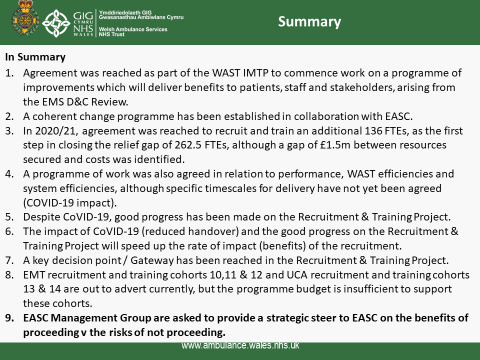 Ymddiriedolaeth GIG
Gwasanaethau Ambiwlans Cymru
GIG
CYMRU
NHS
WALES
Welsh Ambulance Services
NHS Trust
Summary
In Summary
1. Agreement was reached as part of the WAST IMTP to commence work on a programme of
improvements which will deliver benefits to patients, staff and stakeholders, arising from
the EMS D&C Review.
2. A coherent change programme has been established in collaboration with EASC.
3. In 2020/21, agreement was reached to recruit and train an additional 136 FTEs, as the first
step in closing the relief gap of 262.5 FTEs, although a gap of £1.5m between resources
secured and costs was identified.
4. A programme of work was also agreed in relation to performance, WAST efficiencies and
system efficiencies, although specific timescales for delivery have not yet been agreed
(COVID-19 impact).
5. Despite CoVID-19, good progress has been made on the Recruitment & Training Project.
6. The impact of CoVID-19 (reduced handover) and the good progress on the Recruitment &
Training Project will speed up the rate of impact (benefits) of the recruitment.
7. A key decision point / Gateway has been reached in the Recruitment & Training Project.
8. EMT recruitment and training cohorts 10,11 & 12 and UCA recruitment and training cohorts
13 & 14 are out to advert currently, but the programme budget is insufficient to support
these cohorts.
9. EASC Management Group are asked to provide a strategic steer to EASC on the benefits of
proceeding v the risks of not proceeding.
www.ambulance.wales.nhs.uk